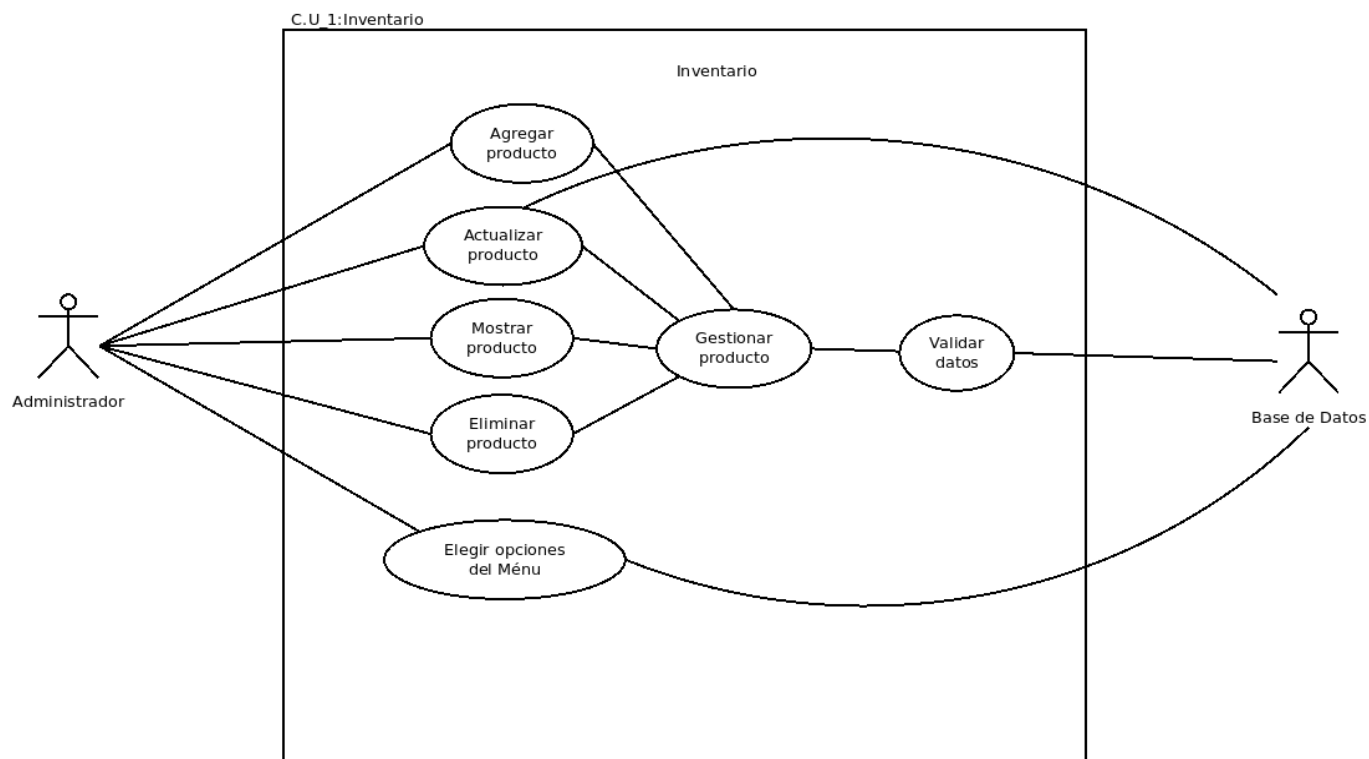 C.U_1:Inventario
Inventario
Agregar
producto
Actualizar
producto
Mostrar
producto
Gestionar
producto
Validar
datos
Administrador
Base de Datos
Eliminar
producto
Elegir opciones
del Ménu